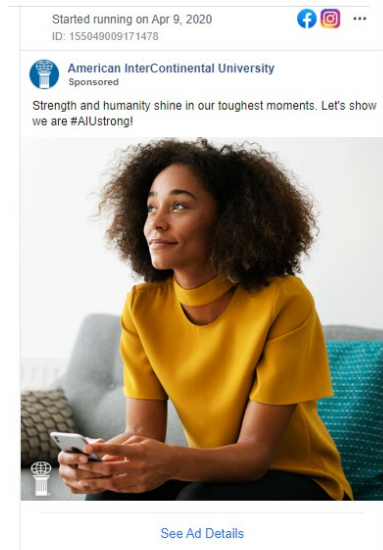 Started running on Apr 9, 2020
ID: 155049009171478
American InterContinental University
Sponsored
Strength and humanity shine in our toughest moments. Let's show
we are #AIUstrong!
See Ad Details